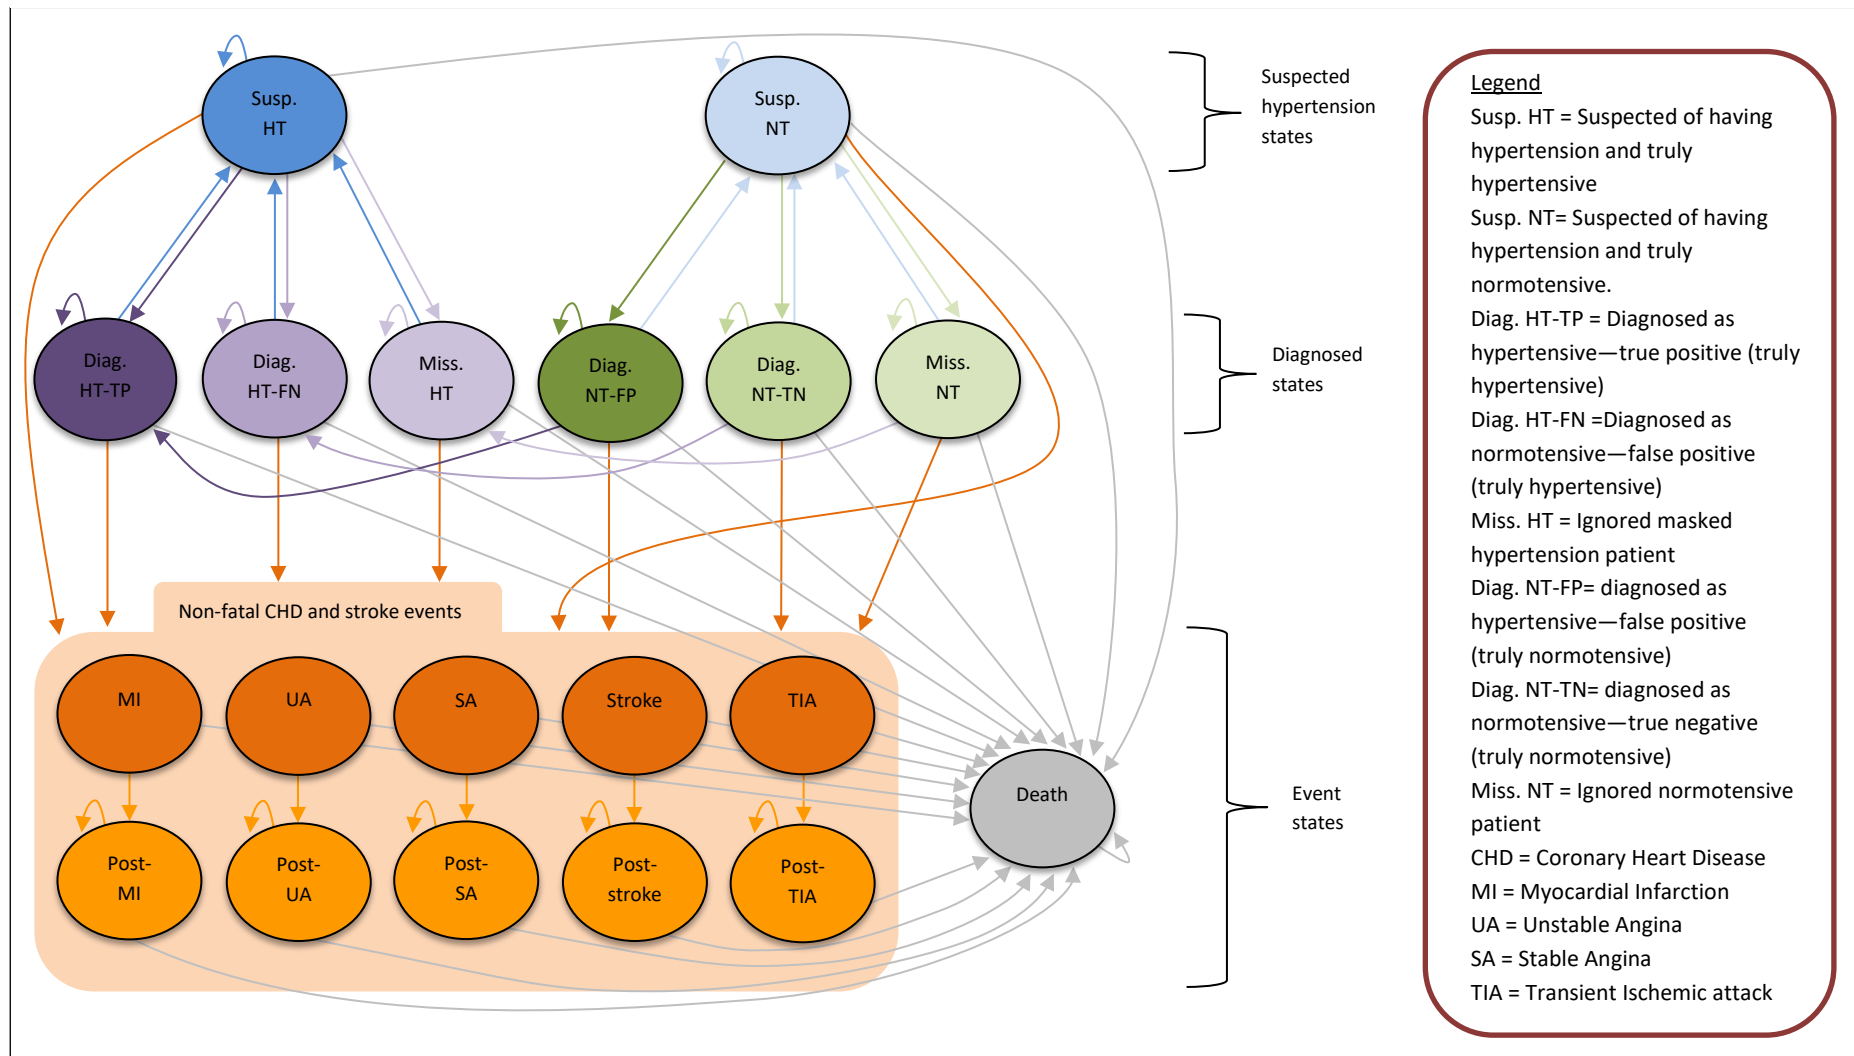 Susp.
HT
Susp.
NT
Suspected
hypertension
states
Diag.
HT-TP
Diag.
HT-FN
Miss.
HT
Diag.
NT-FP
Diag.
NT-TN
Miss.
NT
Diagnosed
states
Non-fatal CHD and stroke events
MI
UA
SA
Stroke
TIA
Death
Post-
MI
Post-
UA
Post-
SA
Post-
stroke
Post-
TIA
Event
states
Legend
Susp. HT = Suspected of having
hypertension and truly
hypertensive
Susp. NT= Suspected of having
hypertension and truly
normotensive.
Diag. HT-TP = Diagnosed as
hypertensive—true positive (truly
hypertensive)
Diag. HT-FN =Diagnosed as
normotensive—false positive
(truly hypertensive)
Miss. HT = Ignored masked
hypertension patient
Diag. NT-FP= diagnosed as
hypertensive—false positive
(truly normotensive)
Diag. NT-TN= diagnosed as
normotensive—true negative
(truly normotensive)
Miss. NT = Ignored normotensive
patient
CHD = Coronary Heart Disease
MI = Myocardial Infarction
UA = Unstable Angina
SA = Stable Angina
TIA = Transient Ischemic attack